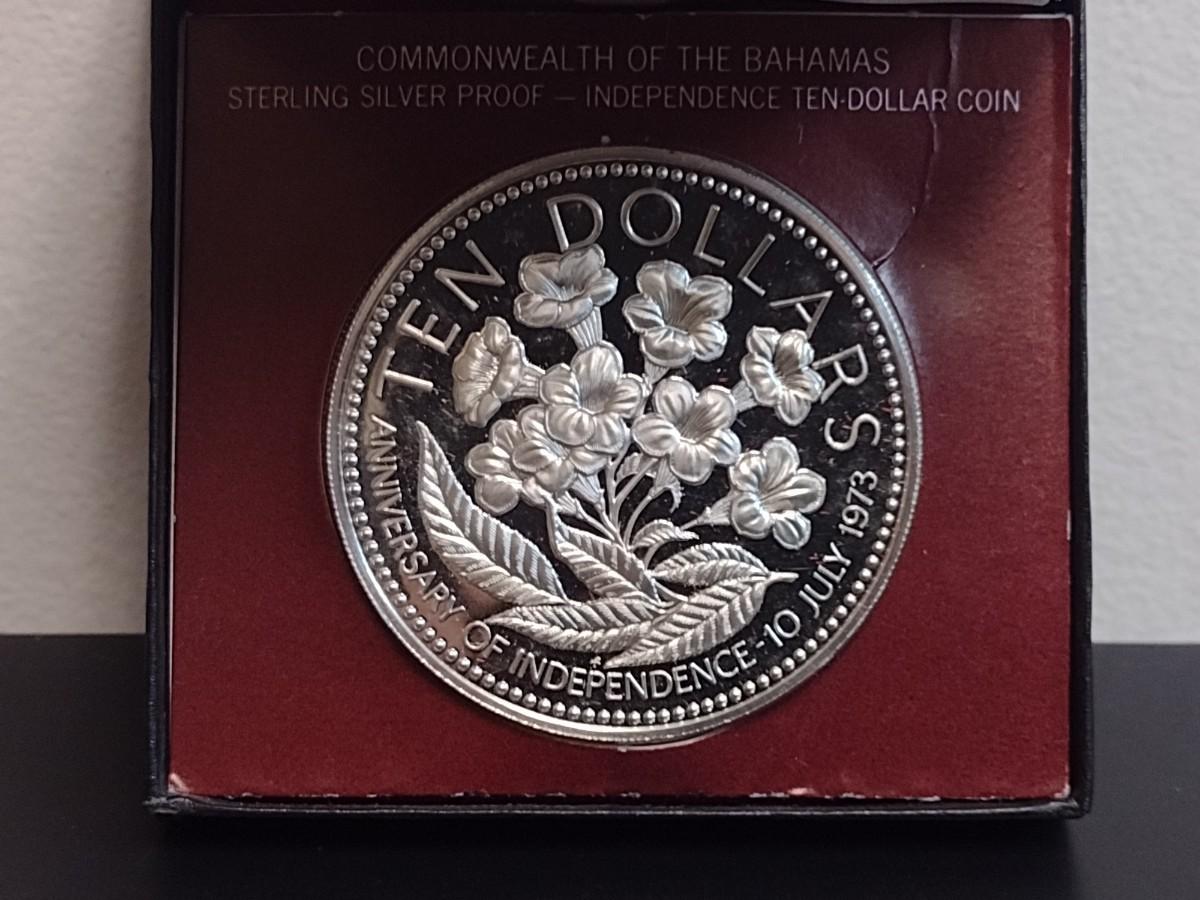 COMMONWEALTH OF THE BAHAMAS
STERLING SILVER PROOF — INDEPENDENCE TEN-DOLLAR COIN
TEN DOLLARS
ANNIVERSARY OF INDEPENDENCE - 10 JULY 1973